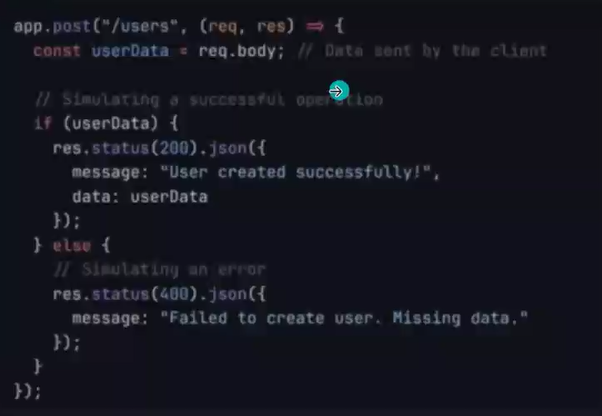 app.post("/users", (req, res) => {
const userData = req.body; // Data sent by the client
// Simulating a successful operation
if (userData) {
res.status(200).json({
message: "User created successfully!",
data: userData
});
} else {
// Simulating an error
res.status(400).json({
message: "Failed to create user. Missing data."
});
}
});